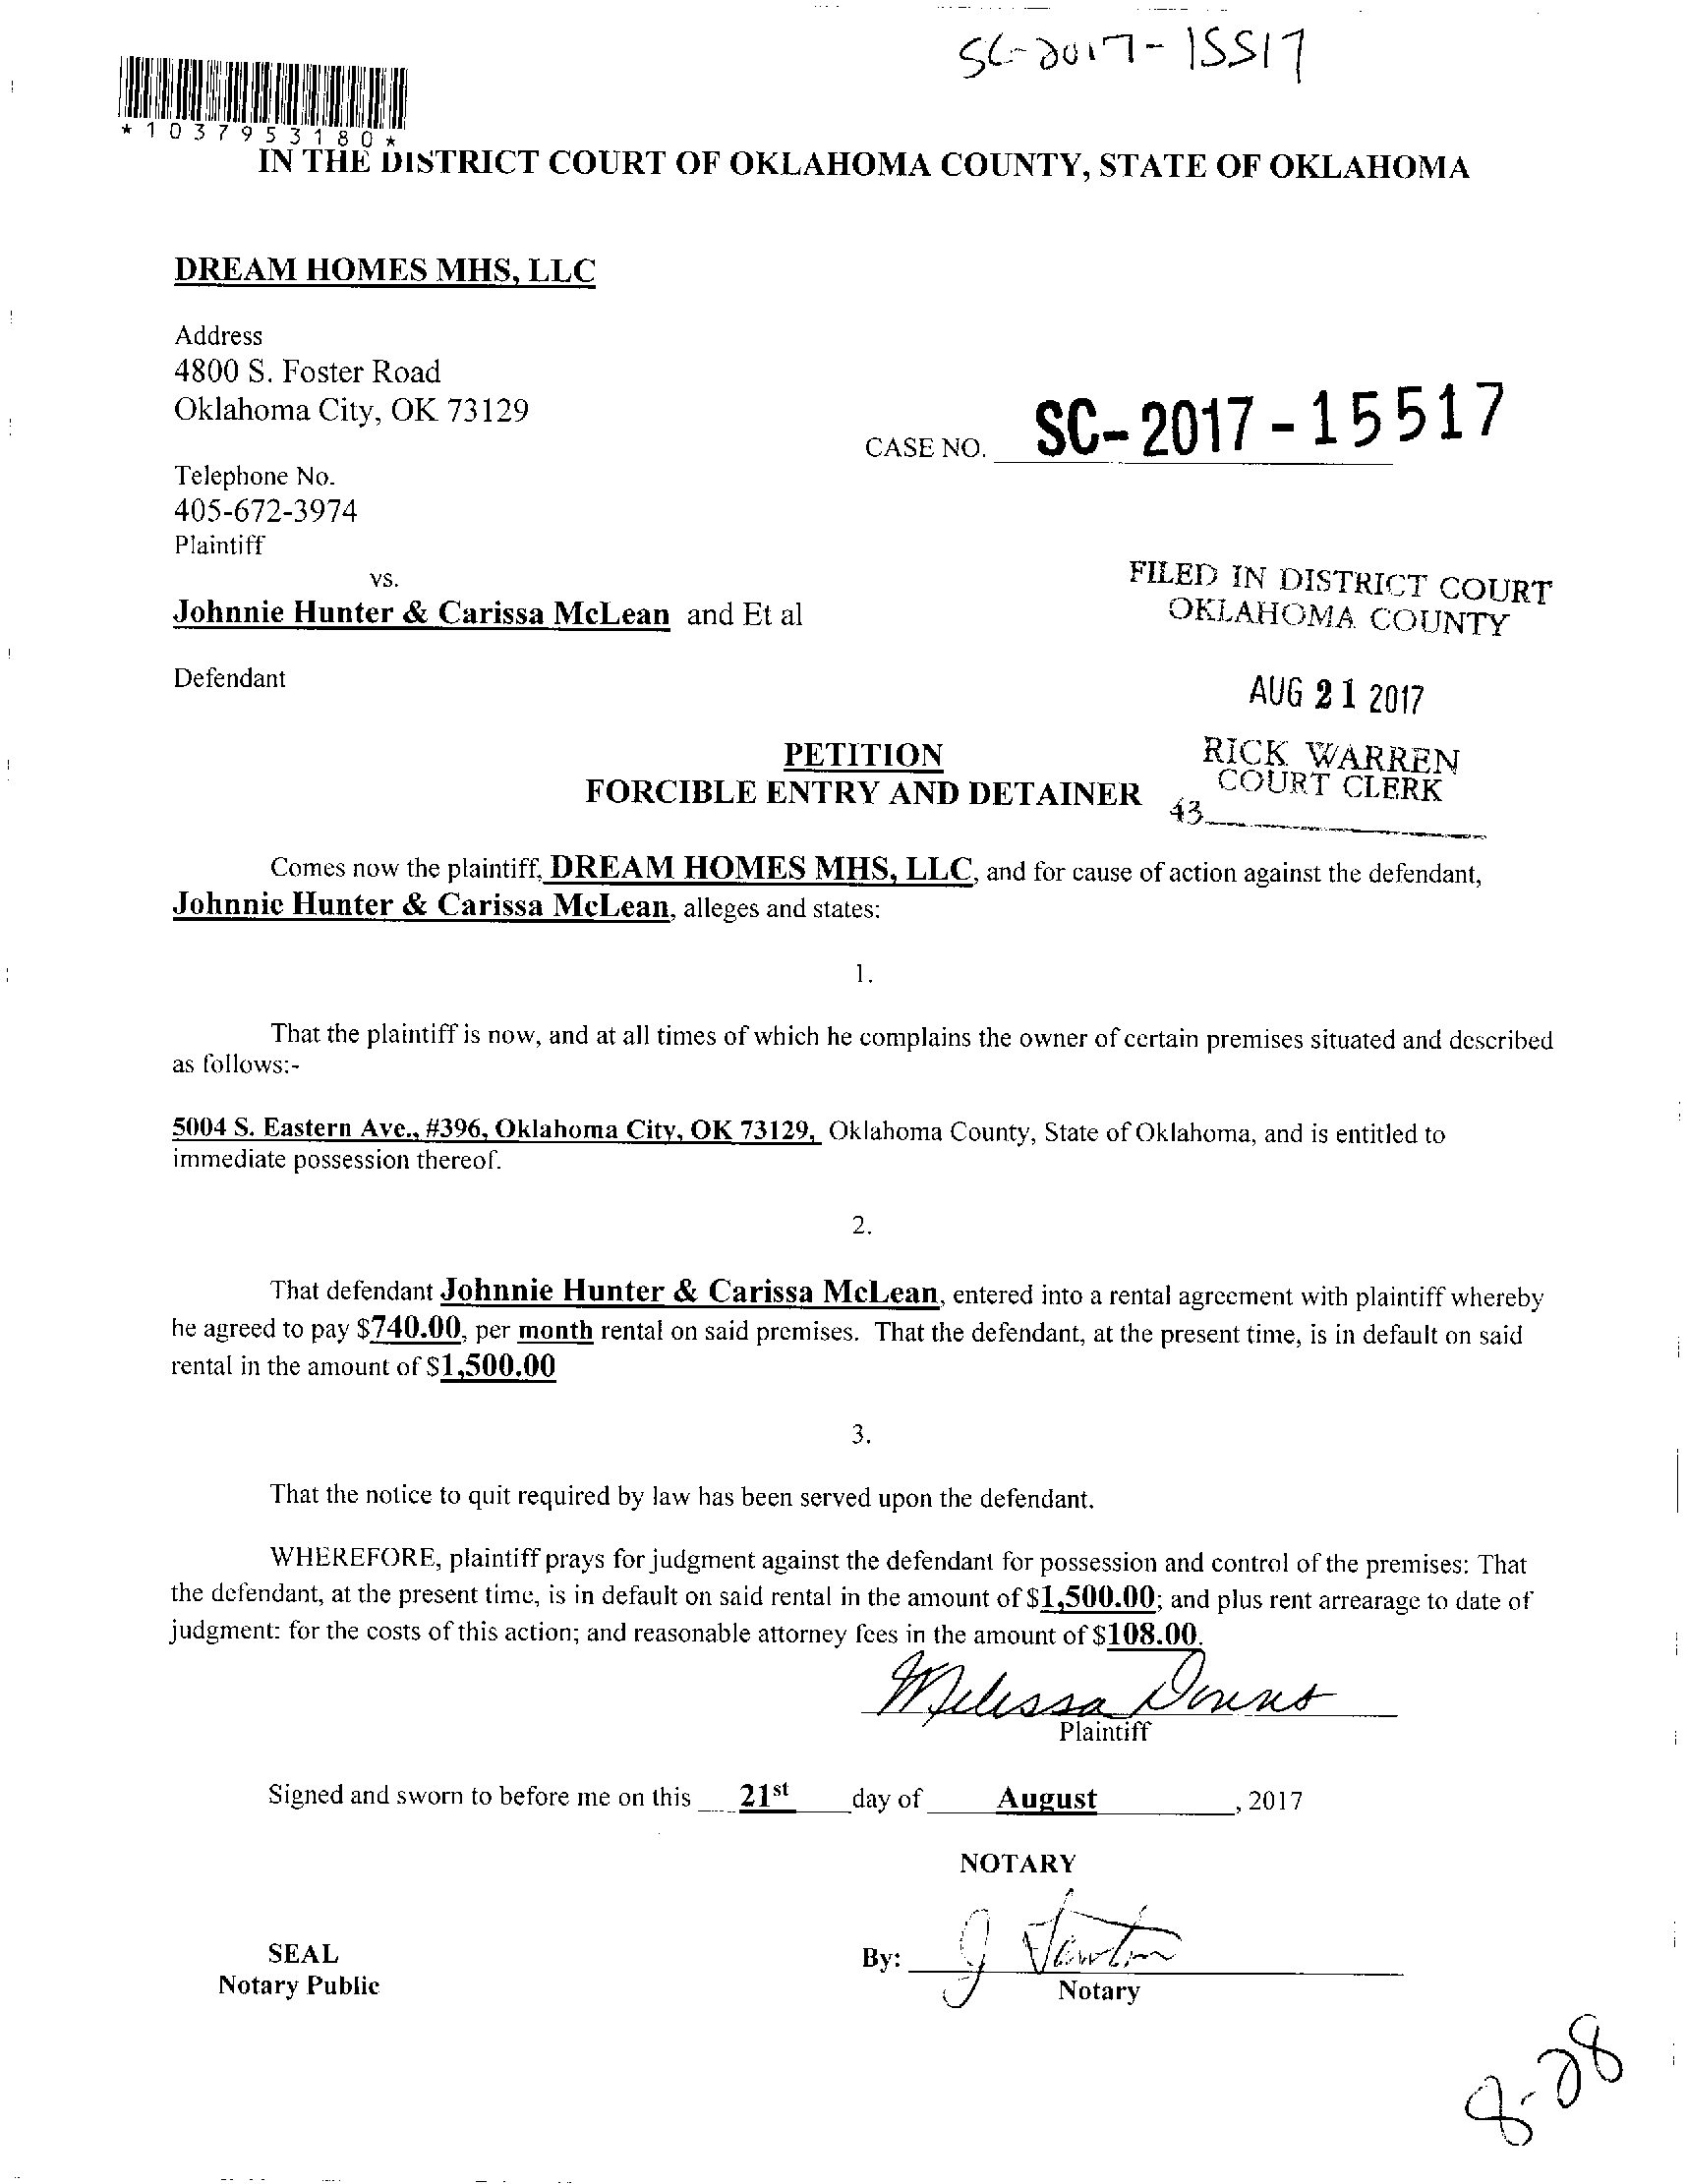 SC-2017-15517
*1037953180*
IN THE DISTRICT COURT OF OKLAHOMA COUNTY, STATE OF OKLAHOMA
DREAM HOMES MHS, LLC
Address
4800 S. Foster Road
Oklahoma City, OK 73129
CASE NO. SC-2017-15517
Telephone No.
405-672-3974
Plaintiff
vs.
Johnnie Hunter & Carissa McLean and Et al
Defendant
FILED IN DISTRICT COURT
OKLAHOMA COUNTY
AUG 21 2017
RICK WARREN
COURT CLERK
43
PETITION
FORCIBLE ENTRY AND DETAINER
Comes now the plaintiff, DREAM HOMES MHS, LLC, and for cause of action against the defendant,
Johnnie Hunter & Carissa McLean, alleges and states:
1.
That the plaintiff is now, and at all times of which he complains the owner of certain premises situated and described
as follows:-
5004 S. Eastern Ave., #396, Oklahoma City, OK 73129, Oklahoma County, State of Oklahoma, and is entitled to
immediate possession thereof.
2.
That defendant Johnnie Hunter & Carissa McLean, entered into a rental agreement with plaintiff whereby
he agreed to pay $740.00, per month rental on said premises. That the defendant, at the present time, is in default on said
rental in the amount of $1,500.00
3.
That the notice to quit required by law has been served upon the defendant.
WHEREFORE, plaintiff prays for judgment against the defendant for possession and control of the premises: That
the defendant, at the present time, is in default on said rental in the amount of $1,500.00; and plus rent arrearage to date of
judgment: for the costs of this action; and reasonable attorney fees in the amount of $108.00.
Melissa
Plaintiff
Signed and sworn to before me on this 21st day of August, 2017
NOTARY
SEAL
Notary Public
By: J
Notary
8-28